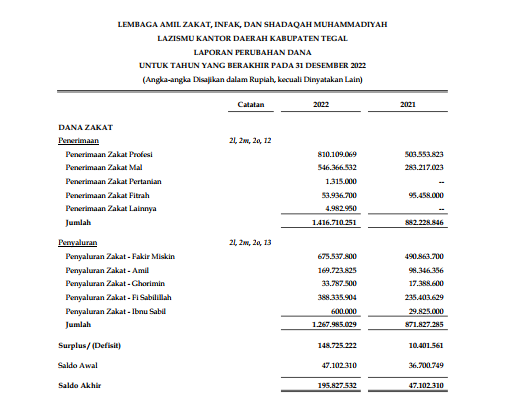 LEMBAGA AMIL ZAKAT, INFAK, DAN SHADAQAH MUHAMMADIYAH
LAZISMU KANTOR DAERAH KABUPATEN TEGAL
LAPORAN PERUBAHAN DANA
UNTUK TAHUN YANG BERAKHIR PADA 31 DESEMBER 2022
(Angka-angka Disajikan dalam Rupiah, kecuali Dinyatakan Lain)
Catatan 2022 2021
DANA ZAKAT
Penerimaan 2l, 2m, 2o, 12
Penerimaan Zakat Profesi 810.109.069 503.553.823
Penerimaan Zakat Mal 546.366.532 283.217.023
Penerimaan Zakat Pertanian 1.315.000 --
Penerimaan Zakat Fitrah 53.936.700 95.458.000
Penerimaan Zakat Lainnya 4.982.950 --
Jumlah 1.416.710.251 882.228.846
Penyaluran 2l, 2m, 2o, 13
Penyaluran Zakat - Fakir Miskin 675.537.800 490.863.700
Penyaluran Zakat - Amil 169.723.825 98.346.356
Penyaluran Zakat - Ghorimin 33.787.500 17.388.600
Penyaluran Zakat - Fi Sabilillah 388.335.904 235.403.629
Penyaluran Zakat - Ibnu Sabil 600.000 29.825.000
Jumlah 1.267.985.029 871.827.285
Surplus/ (Defisit) 148.725.222 10.401.561
Saldo Awal 47.102.310 36.700.749
Saldo Akhir 195.827.532 47.102.310